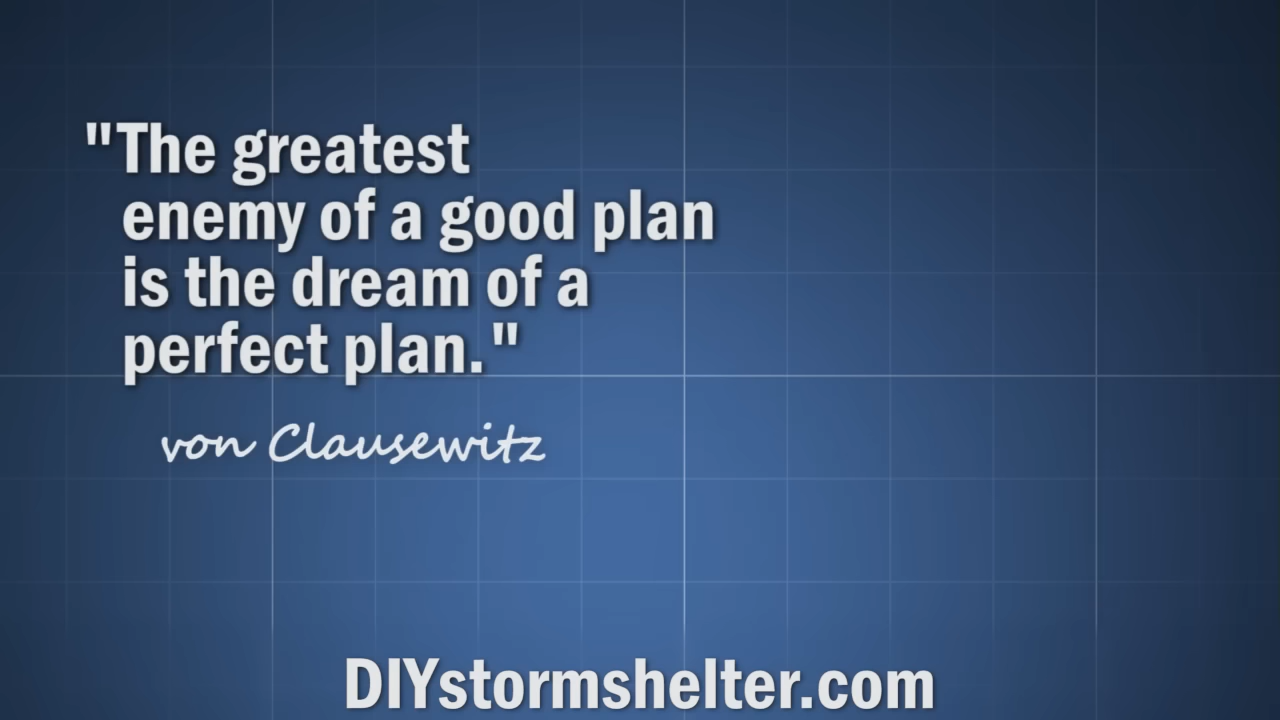 "The greatest
enemy of a good plan
is the dream of a
perfect plan."
von Clausewitz
DIYstormshelter.com